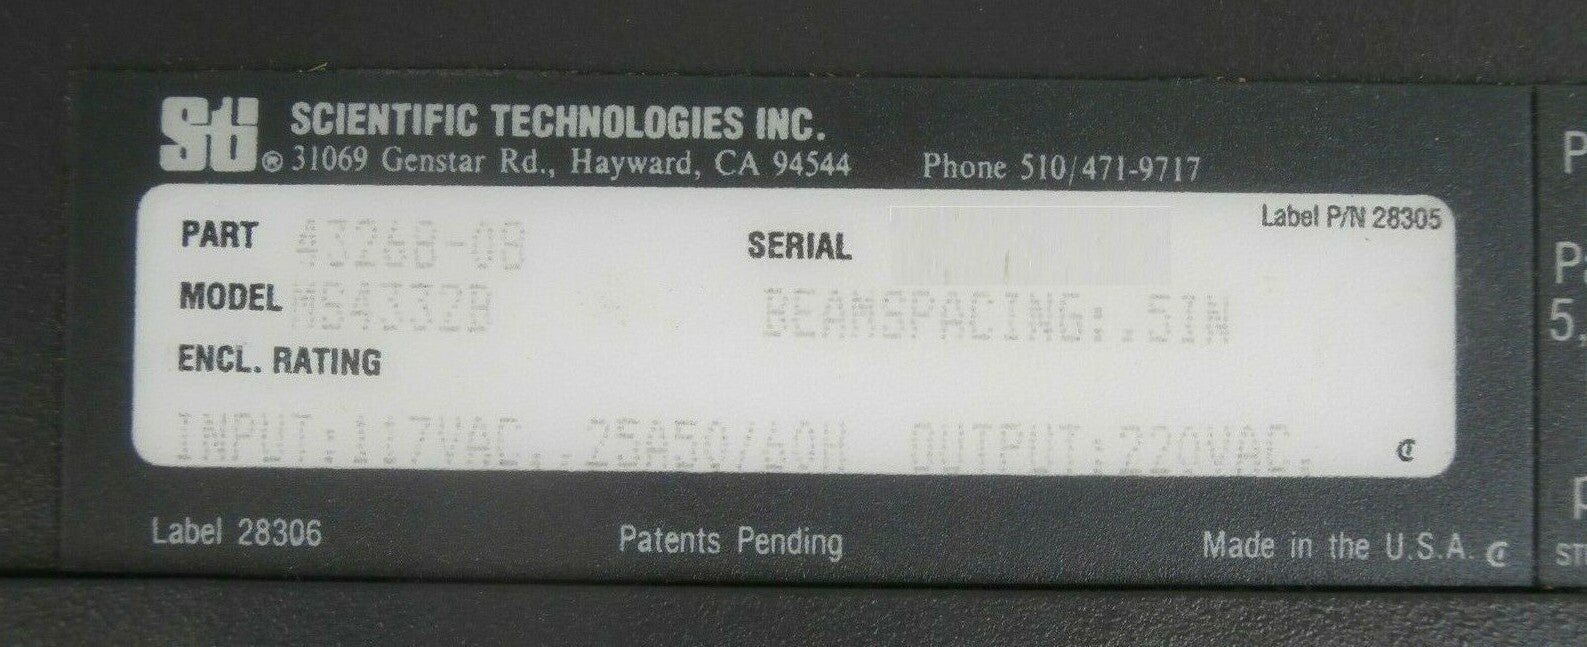 Sti ® SCIENTIFIC TECHNOLOGIES INC.
31069 Genstar Rd., Hayward, CA 94544 Phone 510/471-9717
Label P/N 28305
PART 43268-08 SERIAL
MODEL BEAMSPACING:.5IN
ENCL. RATING
INPUT:117VAC, .25A50/60H OUTPUT:220VAC,
Label 28306 Patents Pending Made in the U.S.A.